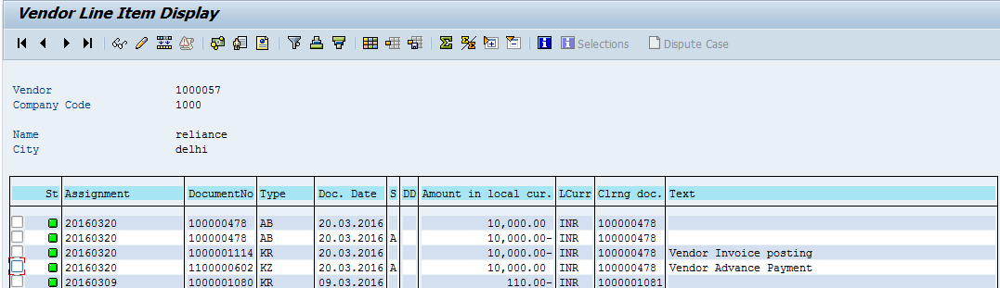 Vendor Line Item Display
Selections Dispute Case
Vendor 1000057
Company Code 1000
Name reliance
City delhi
St Assignment DocumentNo Type Doc. Date S DD Amount in local cur. LCurr Clrng doc. Text
20160320 100000478 AB 20.03.2016 10,000.00 INR 100000478
20160320 100000478 AB 20.03.2016 A 10,000.00- INR 100000478
20160320 1000001114 KR 20.03.2016 10,000.00- INR 100000478 Vendor Invoice posting
20160320 1100000602 KZ 20.03.2016 A 10,000.00 INR 100000478 Vendor Advance Payment
20160309 1000001080 KR 09.03.2016 110.00- INR 1000001081